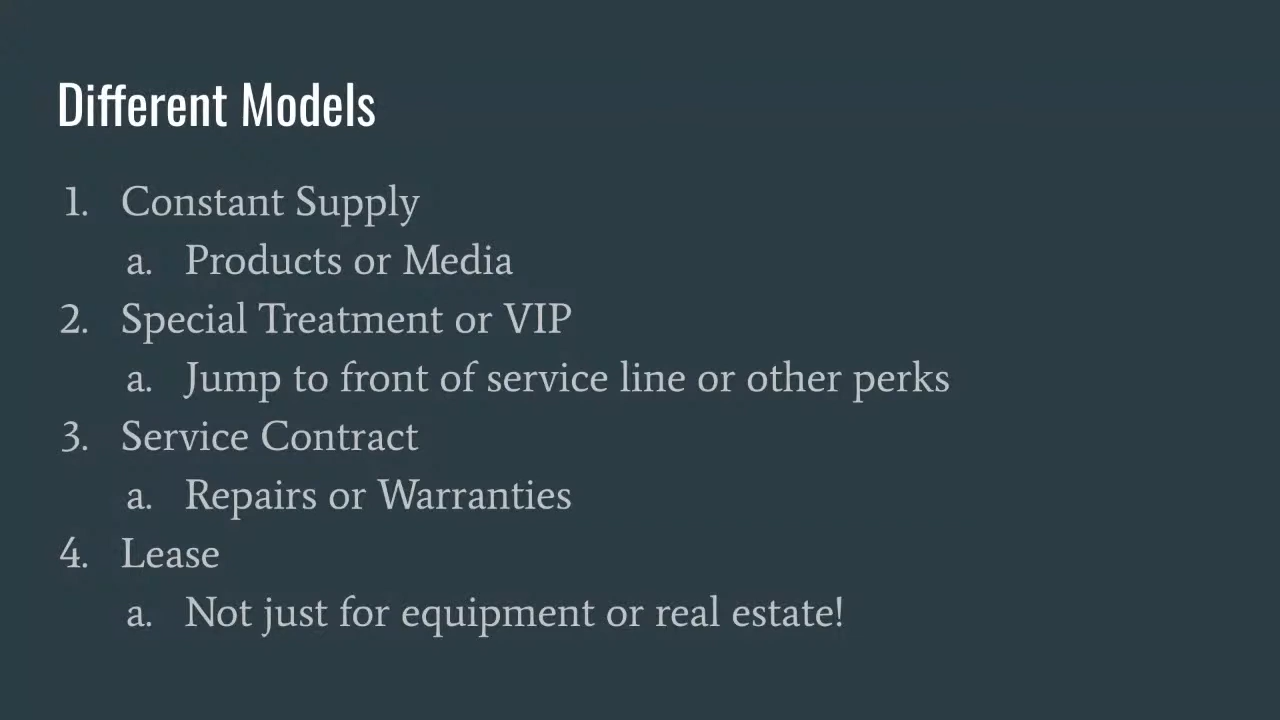 Different Models
1. Constant Supply
a. Products or Media
2. Special Treatment or VIP
a. Jump to front of service line or other perks
3. Service Contract
a. Repairs or Warranties
4. Lease
a. Not just for equipment or real estate!